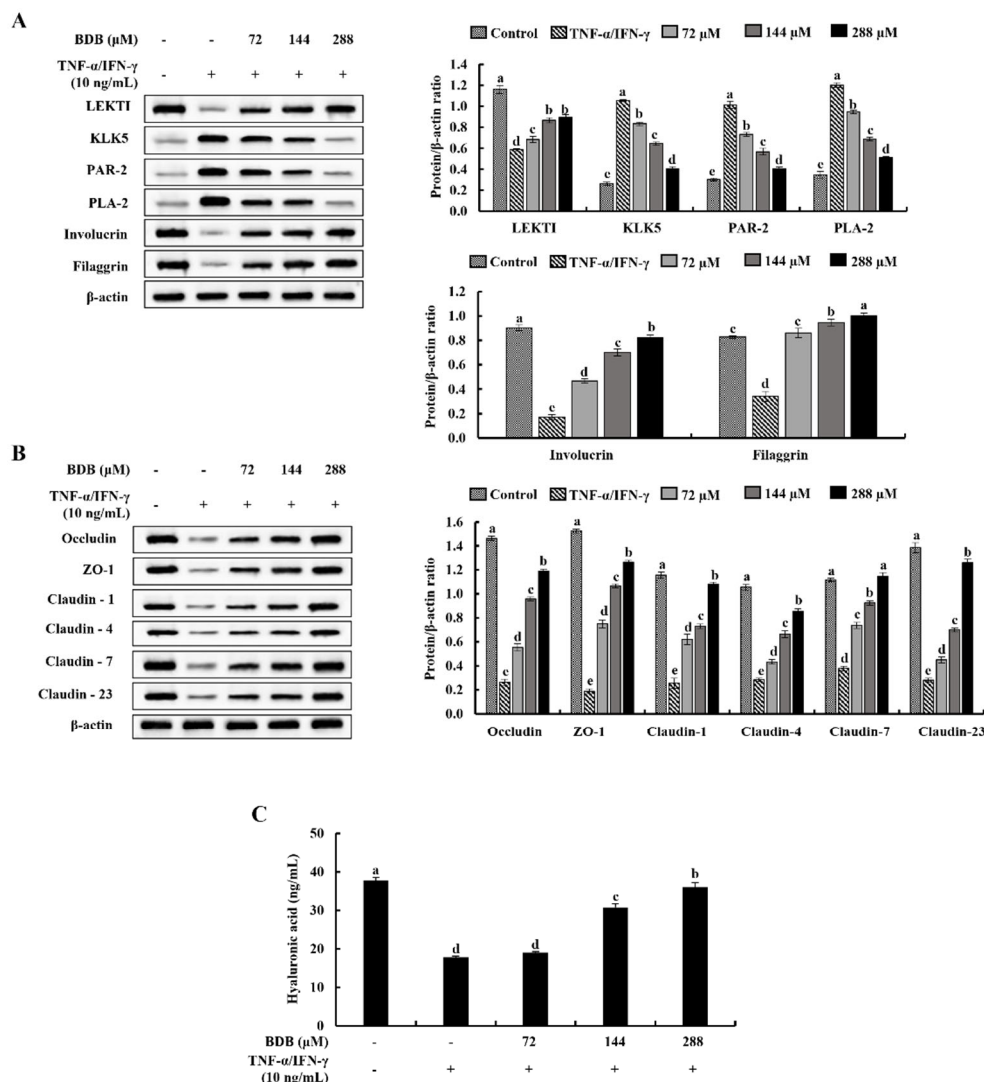 A
BDB (μM) - - 72 144 288
TNF-α/IFN-γ
(10 ng/mL) - + + + +
LEKTI
KLK5
PAR-2
PLA-2
Involucrin
Filaggrin
β-actin
Control TNF-α/IFN-γ 72 μM 144 μM 288 μM
Protein/β-actin ratio
1.4
1.2
1.0
0.8
0.6
0.4
0.2
0.0
a d c b b
e a b c d
e a b c d
e a b c d
LEKTI KLK5 PAR-2 PLA-2
Control TNF-α/IFN-γ 72 μM 144 μM 288 μM
Protein/β-actin ratio
1.2
1.0
0.8
0.6
0.4
0.2
0.0
a e d c b
c d c b a
Involucrin Filaggrin
B
BDB (μM) - - 72 144 288
TNF-α/IFN-γ
(10 ng/mL) - + + + +
Occludin
ZO-1
Claudin - 1
Claudin - 4
Claudin - 7
Claudin - 23
β-actin
Control TNF-α/IFN-γ 72 μM 144 μM 288 μM
Protein/β-actin ratio
1.6
1.4
1.2
1.0
0.8
0.6
0.4
0.2
0.0
a e d c b
a e d c b
a e d c b
a e d c b
a d c b a
a e d c b
Occludin ZO-1 Claudin-1 Claudin-4 Claudin-7 Claudin-23
C
Hyaluronic acid (ng/mL)
50
40
30
20
10
0
a d d c b
BDB (μM) - - 72 144 288
TNF-α/IFN-γ
(10 ng/mL) - + + + +